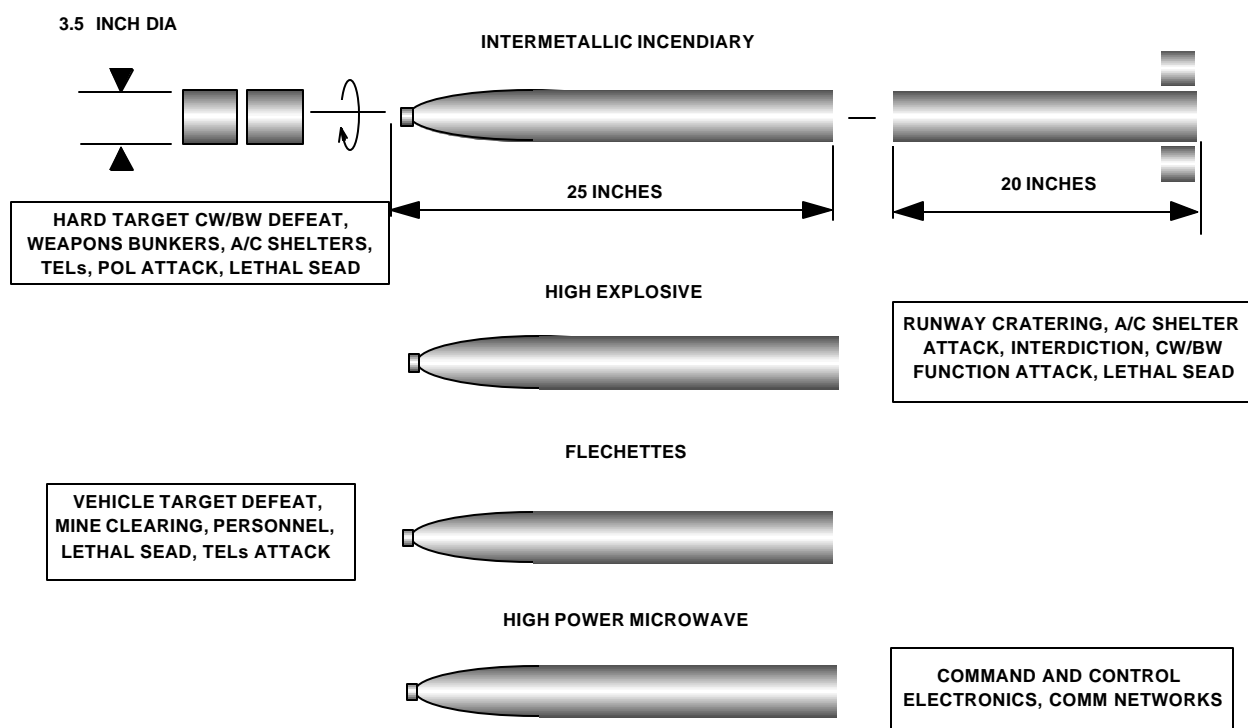 3.5 INCH DIA
INTERMETALLIC INCENDIARY
25 INCHES
20 INCHES
HARD TARGET CW/BW DEFEAT,
WEAPONS BUNKERS, A/C SHELTERS,
TELs, POL ATTACK, LETHAL SEAD
HIGH EXPLOSIVE
RUNWAY CRATERING, A/C SHELTER
ATTACK, INTERDICTION, CW/BW
FUNCTION ATTACK, LETHAL SEAD
FLECHETTES
VEHICLE TARGET DEFEAT,
MINE CLEARING, PERSONNEL,
LETHAL SEAD, TELs ATTACK
HIGH POWER MICROWAVE
COMMAND AND CONTROL
ELECTRONICS, COMM NETWORKS